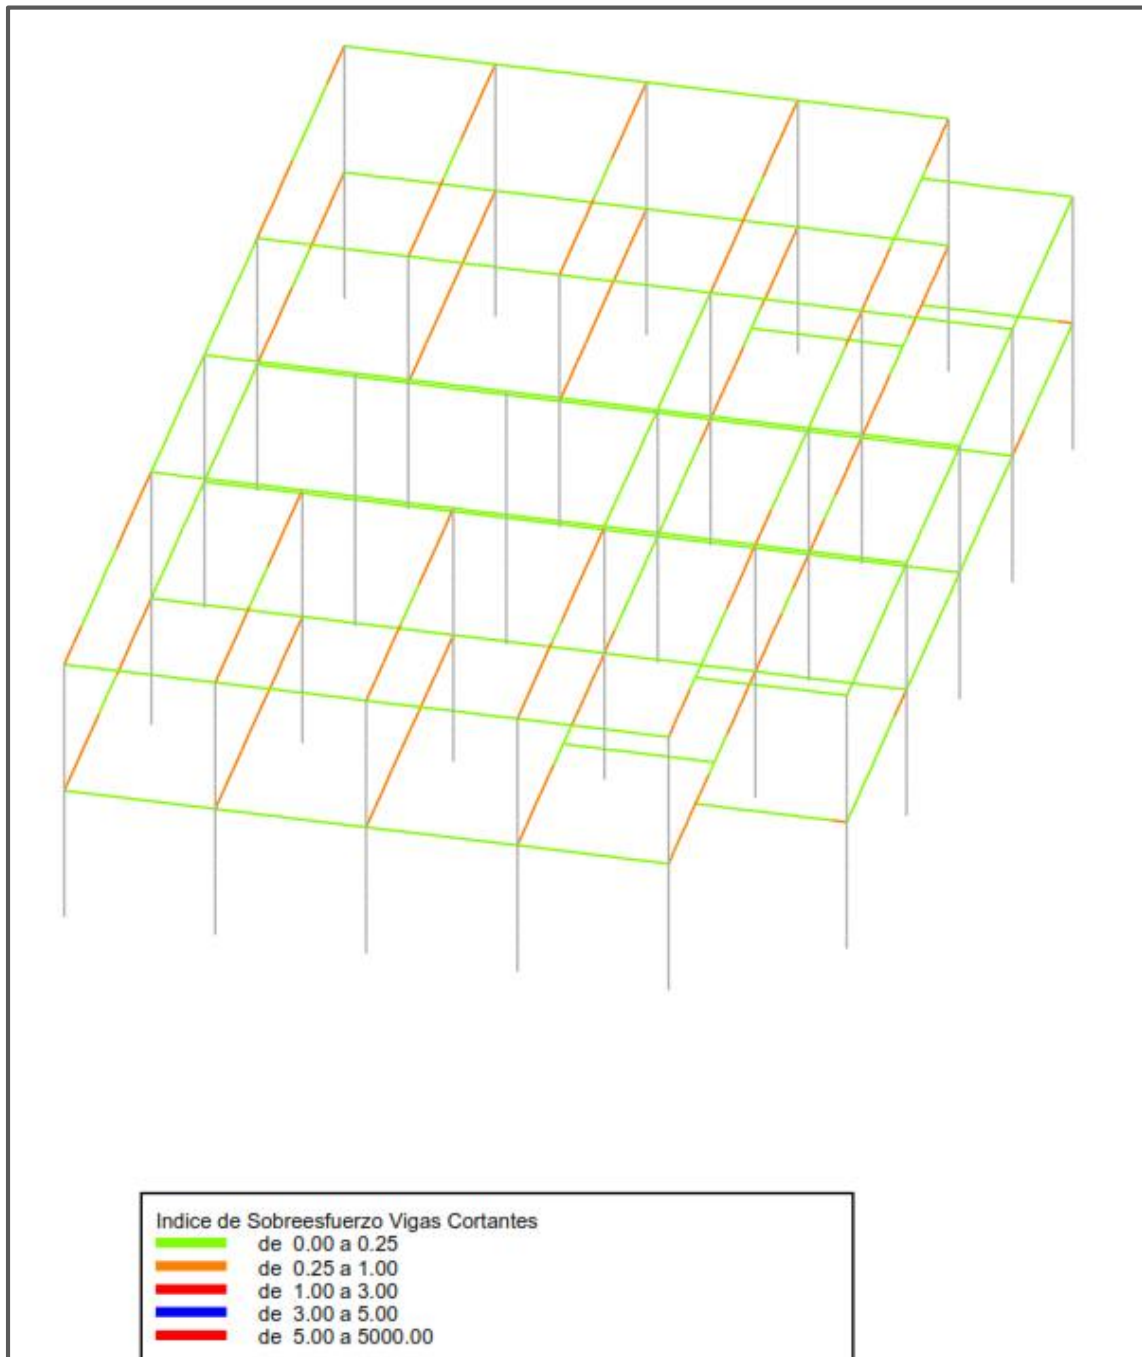 Indice de Sobreesfuerzo Vigas Cortantes
de 0.00 a 0.25
de 0.25 a 1.00
de 1.00 a 3.00
de 3.00 a 5.00
de 5.00 a 5000.00